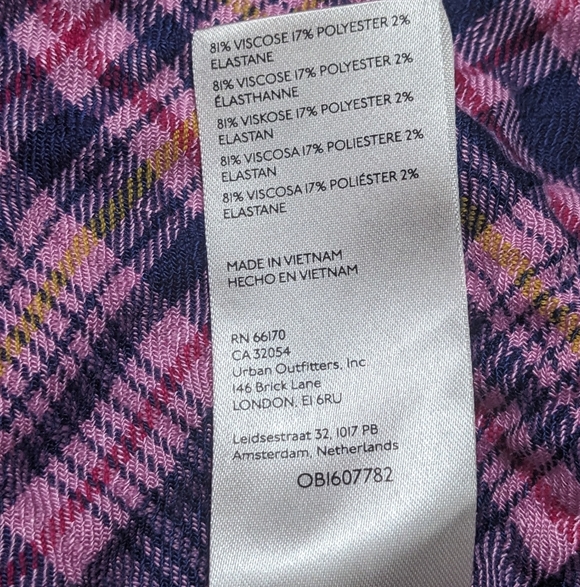 81% VISCOSE 17% POLYESTER 2%
ELASTANE
81% VISCOSE 17% POLYESTER 2%
ÉLASTHANNE
81% VISKOSE 17% POLYESTER 2%
ELASTAN
81% VISCOSA 17% POLIESTERE 2%
ELASTAN
81% VISCOSA 17% POLIÉSTER 2%
ELASTANE
MADE IN VIETNAM
HECHO EN VIETNAM
RN 66170
CA 32054
Urban Outfitters, Inc
146 Brick Lane
LONDON. E1 6RU
Leidsestraat 32, 1017 PB
Amsterdam, Netherlands
OB1607782